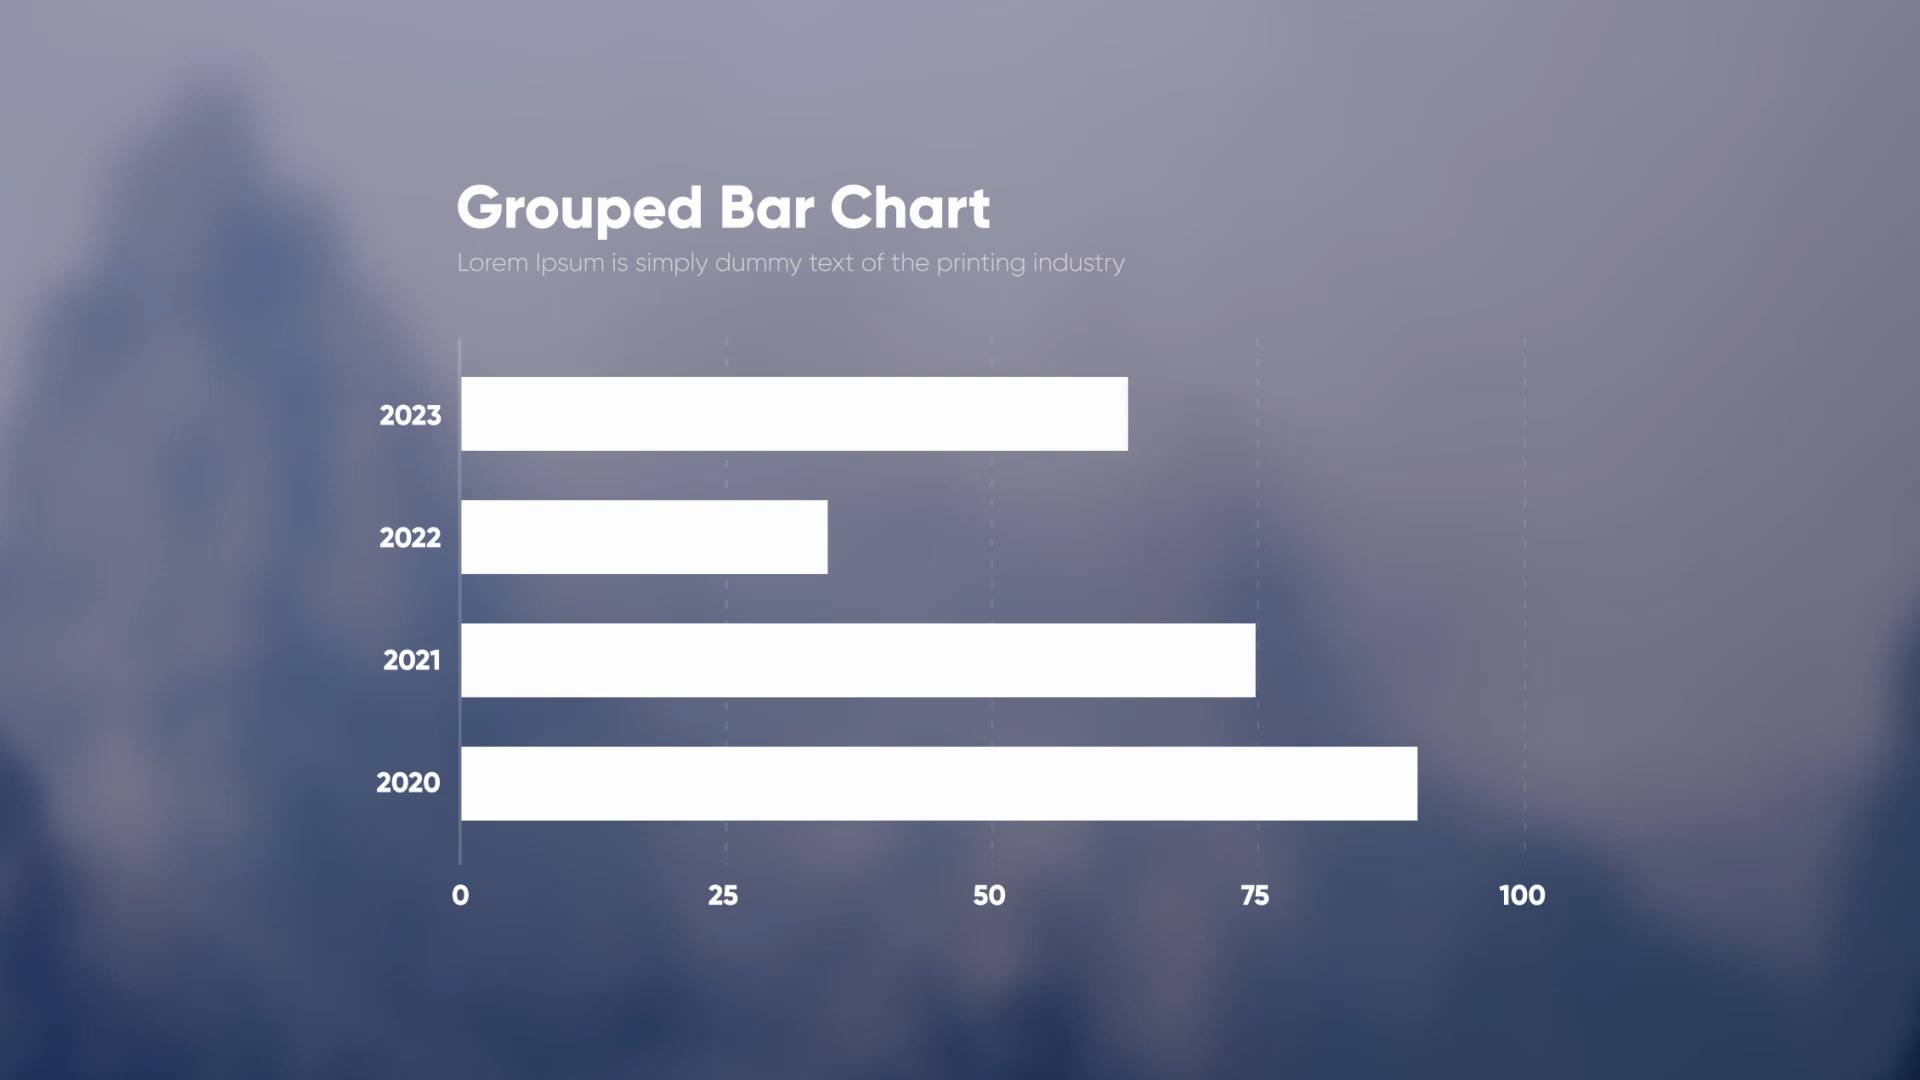 Grouped Bar Chart
Lorem Ipsum is simply dummy text of the printing industry
2023
2022
2021
2020
0 25 50 75 100